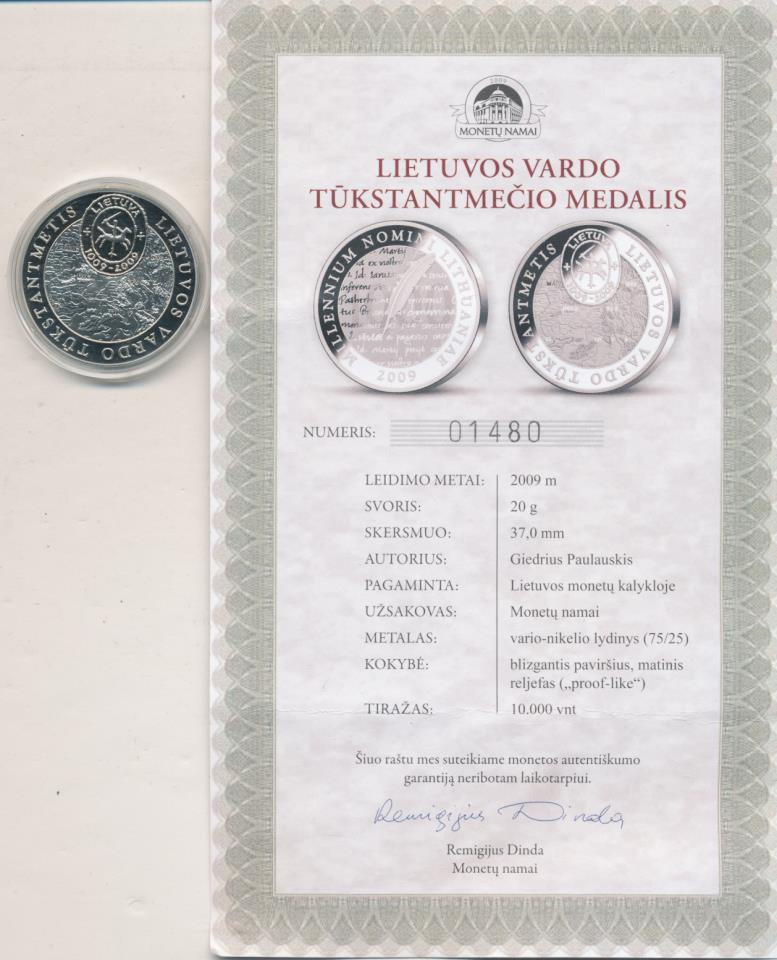 LIETUVOS VARDO TŪKSTANTMETIS
LIETUVA
1009-2009
2009
MONETŲ NAMAI
LIETUVOS VARDO
TŪKSTANTMEČIO MEDALIS
MILLENNIUM NOMINI LITHUANIAE
2009
LIETUVOS VARDO TŪKSTANTMETIS
LIETUVA
NUMERIS: 01480
LEIDIMO METAI: 2009 m
SVORIS: 20 g
SKERSMUO: 37,0 mm
AUTORIUS: Giedrius Paulauskis
PAGAMINTA: Lietuvos monetų kalykloje
UŽSAKOVAS: Monetų namai
METALAS: vario-nikelio lydinys (75/25)
KOKYBĖ: blizgantis paviršius, matinis
reljefas („proof-like“)
TIRAŽAS: 10.000 vnt
Šiuo raštu mes suteikiame monetos autentiškumo
garantiją neribotam laikotarpiui.
Remigijus Dinda
Remigijus Dinda
Monetų namai